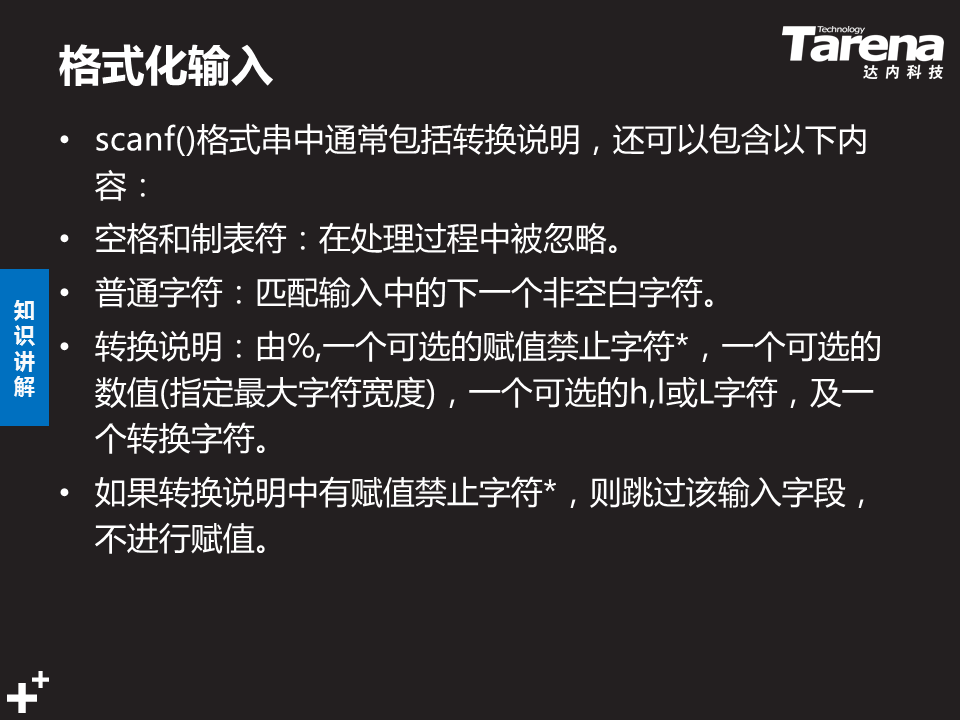 格式化输入
Technology
Tarena
达内科技
• scanf()格式串中通常包括转换说明，还可以包含以下内
容：
• 空格和制表符：在处理过程中被忽略。
• 普通字符：匹配输入中的下一个非空白字符。
• 转换说明：由%,一个可选的赋值禁止字符*，一个可选的
数值(指定最大字符宽度)，一个可选的h,l或L字符，及一
个转换字符。
• 如果转换说明中有赋值禁止字符*，则跳过该输入字段，
不进行赋值。
知
识
讲
解